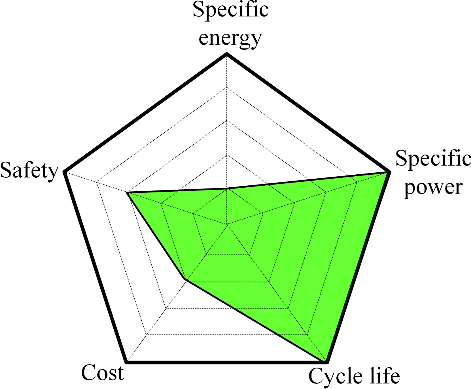 Specific
energy
Safety
Specific
power
Cost
Cycle life